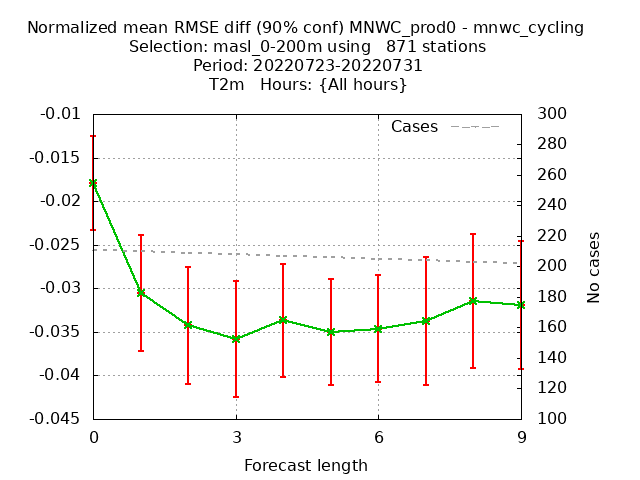 Normalized mean RMSE diff (90% conf) MNWC_prod0 - mnwc_cycling
Selection: masl_0-200m using 871 stations
Period: 20220723-20220731
T2m Hours: {All hours}
Cases
-0.01
-0.015
-0.02
-0.025
-0.03
-0.035
-0.04
-0.045
300
280
260
240
220
200
180
160
140
120
100
No cases
0 3 6 9
Forecast length